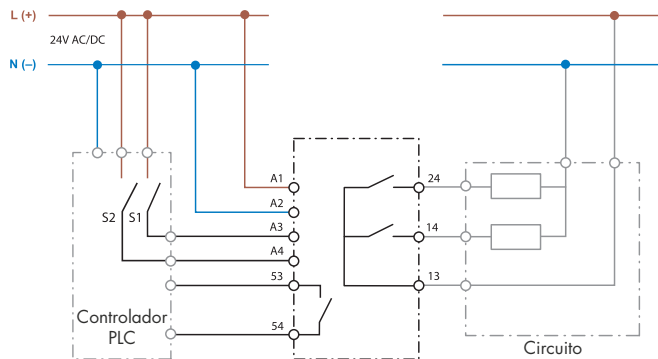 L (+)
24V AC/DC
N (–)
A1
A2
A3
A4
53
54
S2
S1
24
14
13
Controlador
PLC
Circuito